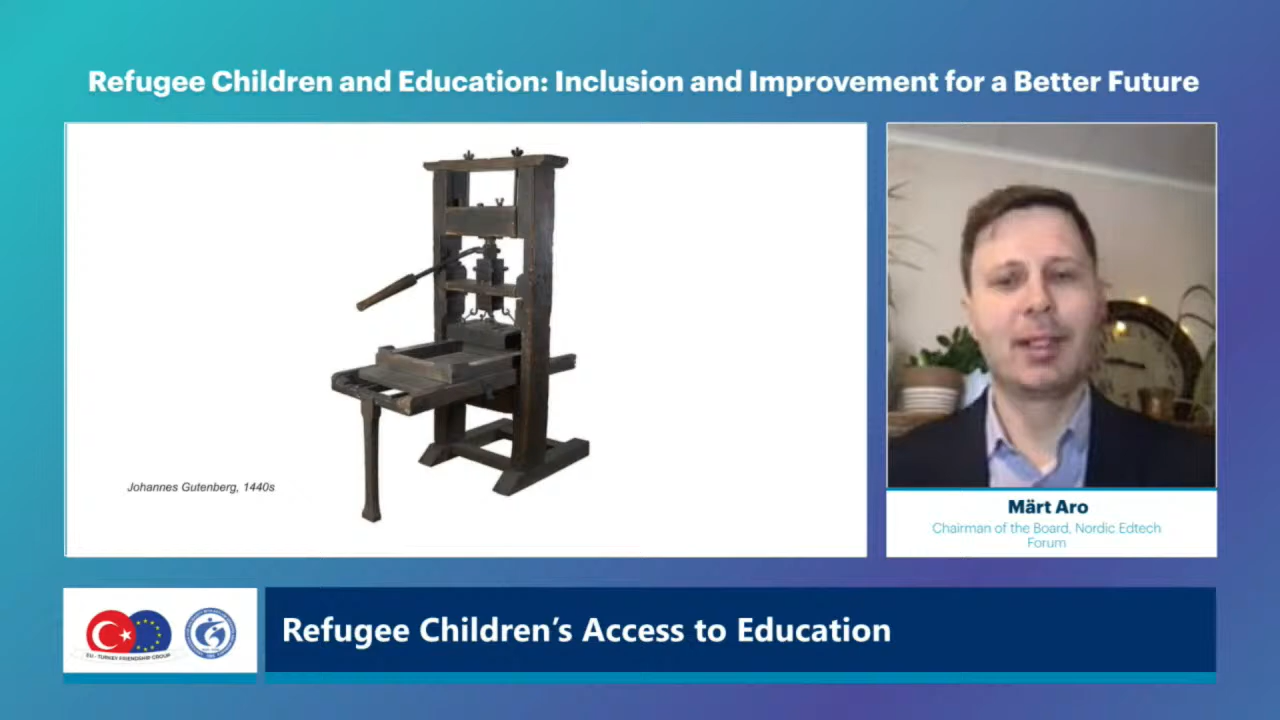 Refugee Children and Education: Inclusion and Improvement for a Better Future
Johannes Gutenberg, 1440s
Märt Aro
Chairman of the Board, Nordic Edtech
Forum
EU - TURKEY FRIENDSHIP GROUP
Refugee Children’s Access to Education